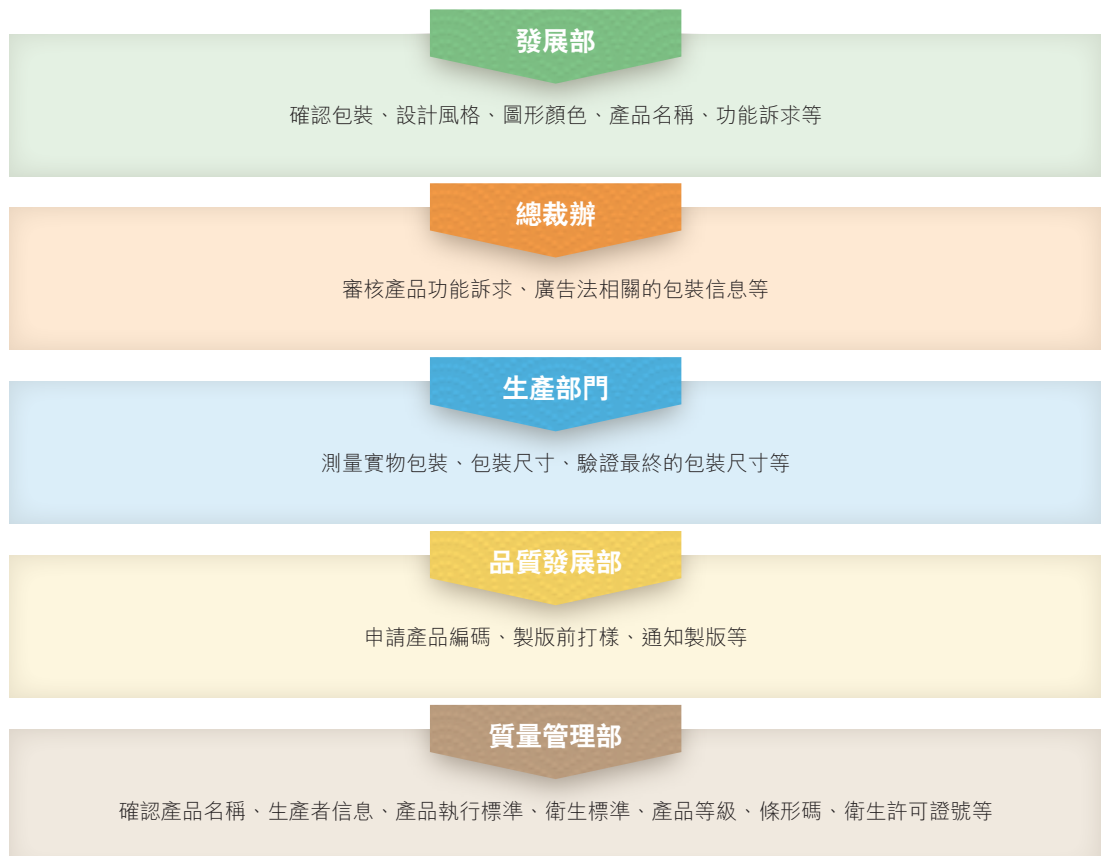 發展部
確認包裝、設計風格、圖形顏色、產品名稱、功能訴求等
總裁辦
審核產品功能訴求、廣告法相關的包裝信息等
生產部門
測量實物包裝、包裝尺寸、驗證最終的包裝尺寸等
品質發展部
申請產品編碼、製版前打樣、通知製版等
質量管理部
確認產品名稱、生產者信息、產品執行標準、衛生標準、產品等級、條形碼、衛生許可證號等